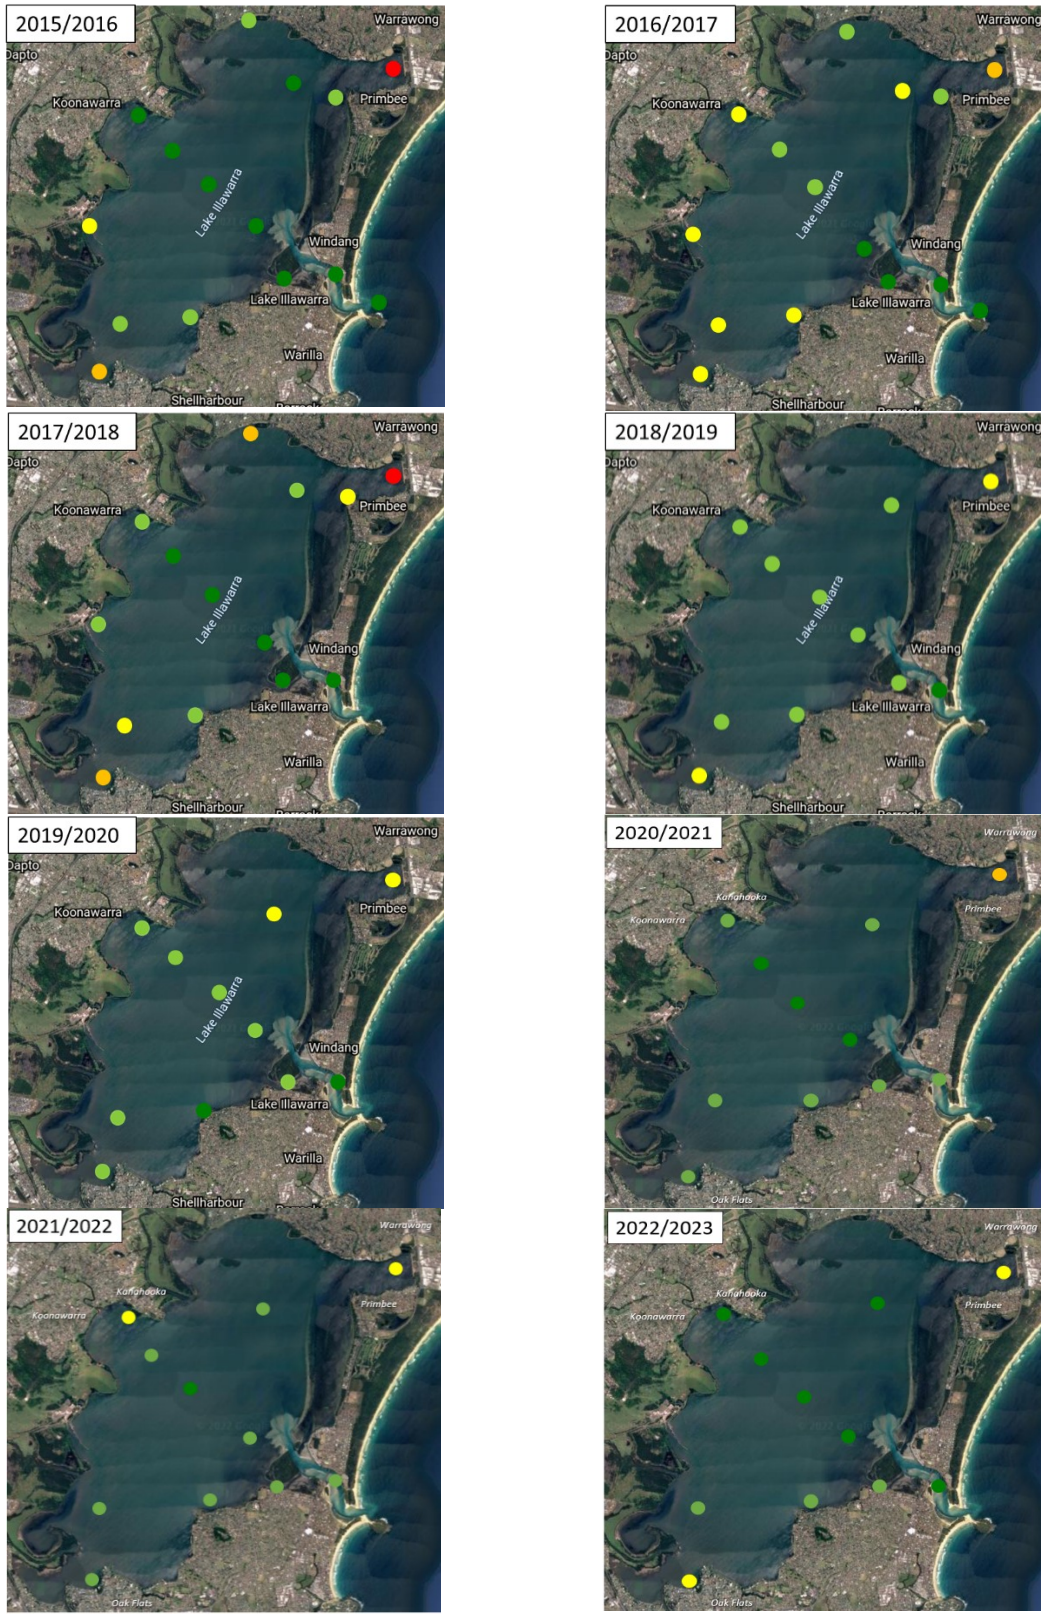 2015/2016
Warrawong
Dapto
Koonawarra
Primbee
Lake Illawarra
Windang
Lake Illawarra
Warilla
Shellharbour
2016/2017
Warrawong
Dapto
Koonawarra
Primbee
Lake Illawarra
Windang
Lake Illawarra
Warilla
Shellharbour
2017/2018
Warrawong
Dapto
Koonawarra
Primbee
Lake Illawarra
Windang
Lake Illawarra
Warilla
Shellharbour
2018/2019
Warrawong
Dapto
Koonawarra
Primbee
Lake Illawarra
Windang
Lake Illawarra
Warilla
Shellharbour
2019/2020
Warrawong
Dapto
Koonawarra
Primbee
Lake Illawarra
Windang
Lake Illawarra
Warilla
Shellharbour
2020/2021
Warrawong
Kanahooka
Koonawarra
Primbee
Oak Flats
2021/2022
Warrawong
Kanahooka
Koonawarra
Primbee
Oak Flats
2022/2023
Warrawong
Kanahooka
Koonawarra
Primbee
Oak Flats